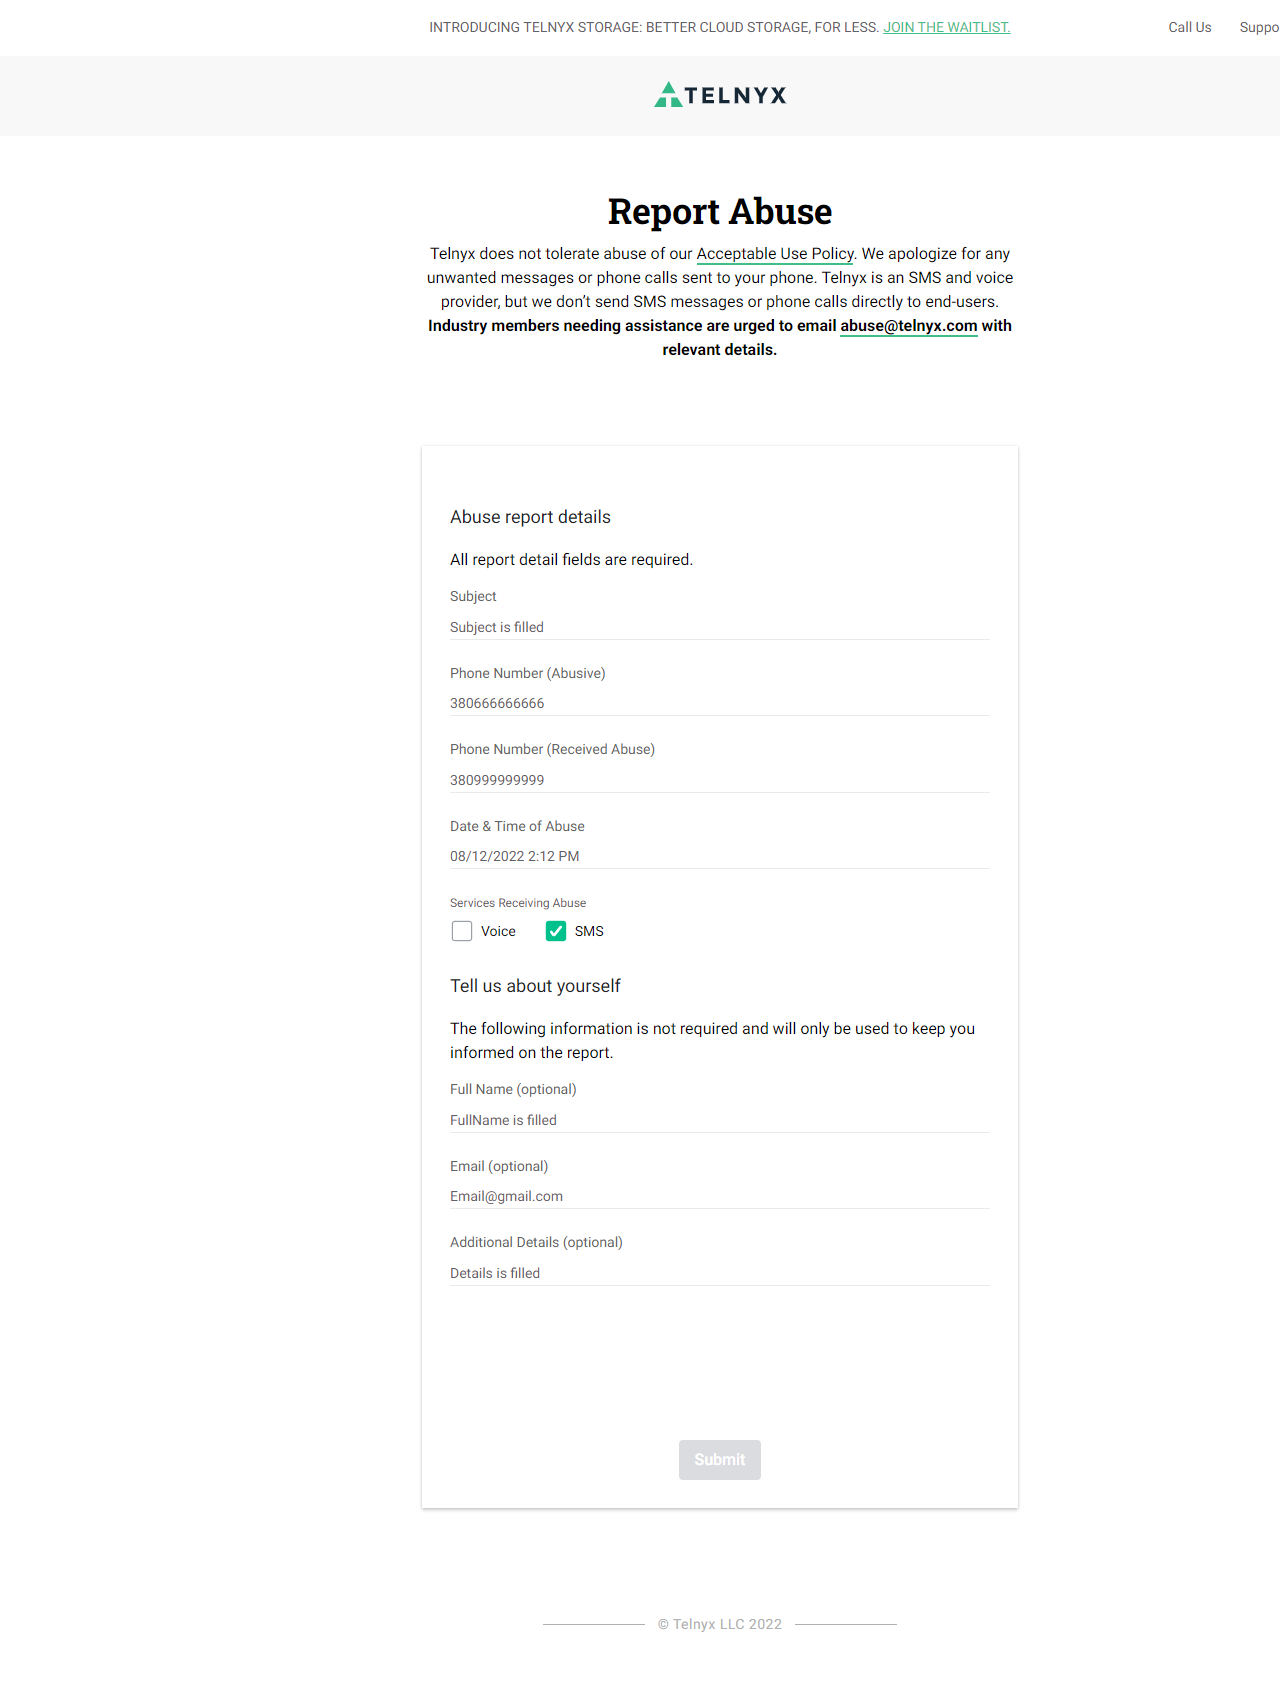 INTRODUCING TELNYX STORAGE: BETTER CLOUD STORAGE, FOR LESS. JOIN THE WAITLIST.
Call Us
Suppo
TELNYX
Report Abuse
Telnyx does not tolerate abuse of our Acceptable Use Policy. We apologize for any
unwanted messages or phone calls sent to your phone. Telnyx is an SMS and voice
provider, but we don’t send SMS messages or phone calls directly to end-users.
Industry members needing assistance are urged to email abuse@telnyx.com with
relevant details.
Abuse report details
All report detail fields are required.
Subject
Subject is filled
Phone Number (Abusive)
380666666666
Phone Number (Received Abuse)
380999999999
Date & Time of Abuse
08/12/2022 2:12 PM
Services Receiving Abuse
Voice
SMS
Tell us about yourself
The following information is not required and will only be used to keep you
informed on the report.
Full Name (optional)
FullName is filled
Email (optional)
Email@gmail.com
Additional Details (optional)
Details is filled
Submit
© Telnyx LLC 2022